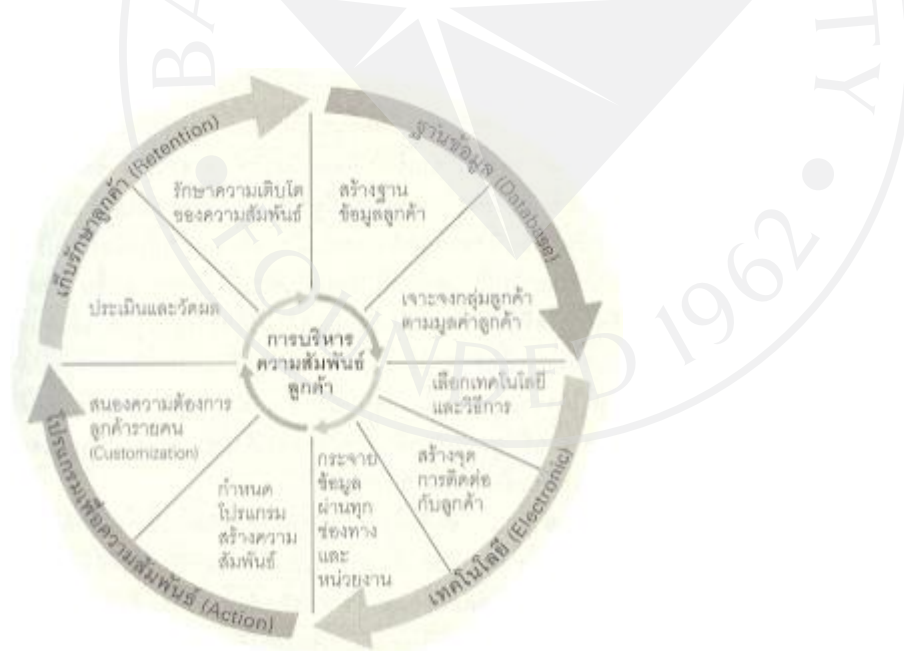 ฐานข้อมูล (Database)
สร้างฐาน
ข้อมูลลูกค้า
เจาะจงกลุ่มลูกค้า
ตามมูลค่าลูกค้า
เทคโนโลยี (Electronic)
เลือกเทคโนโลยี
และวิธีการ
สร้างจุด
การติดต่อ
กับลูกค้า
กระจาย
ข้อมูล
ผ่านทุก
ช่องทาง
และ
หน่วยงาน
โปรแกรมเพื่อความสัมพันธ์ (Action)
กำหนด
โปรแกรม
สร้างความ
สัมพันธ์
สนองความต้องการ
ลูกค้ารายคน
(Customization)
เก็บรักษาลูกค้า (Retention)
ประเมินและวัดผล
รักษาความเติบโต
ของความสัมพันธ์
การบริหาร
ความสัมพันธ์
ลูกค้า
BA
TY
FOUNDED 1962